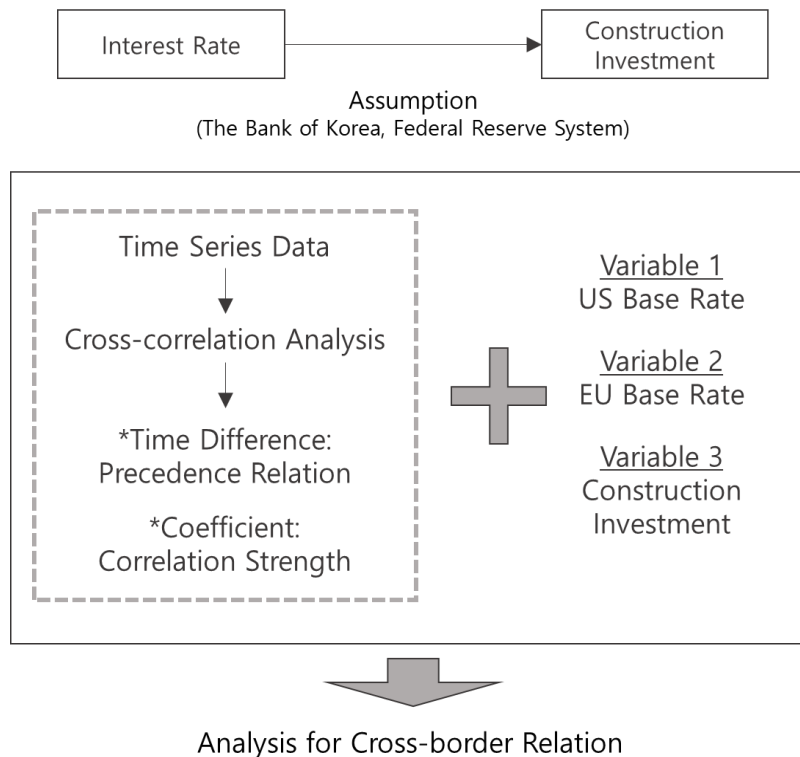 Interest Rate
Construction
Investment
Assumption
(The Bank of Korea, Federal Reserve System)
Time Series Data
Cross-correlation Analysis
*Time Difference:
Precedence Relation
*Coefficient:
Correlation Strength
Variable 1
US Base Rate
Variable 2
EU Base Rate
Variable 3
Construction
Investment
Analysis for Cross-border Relation